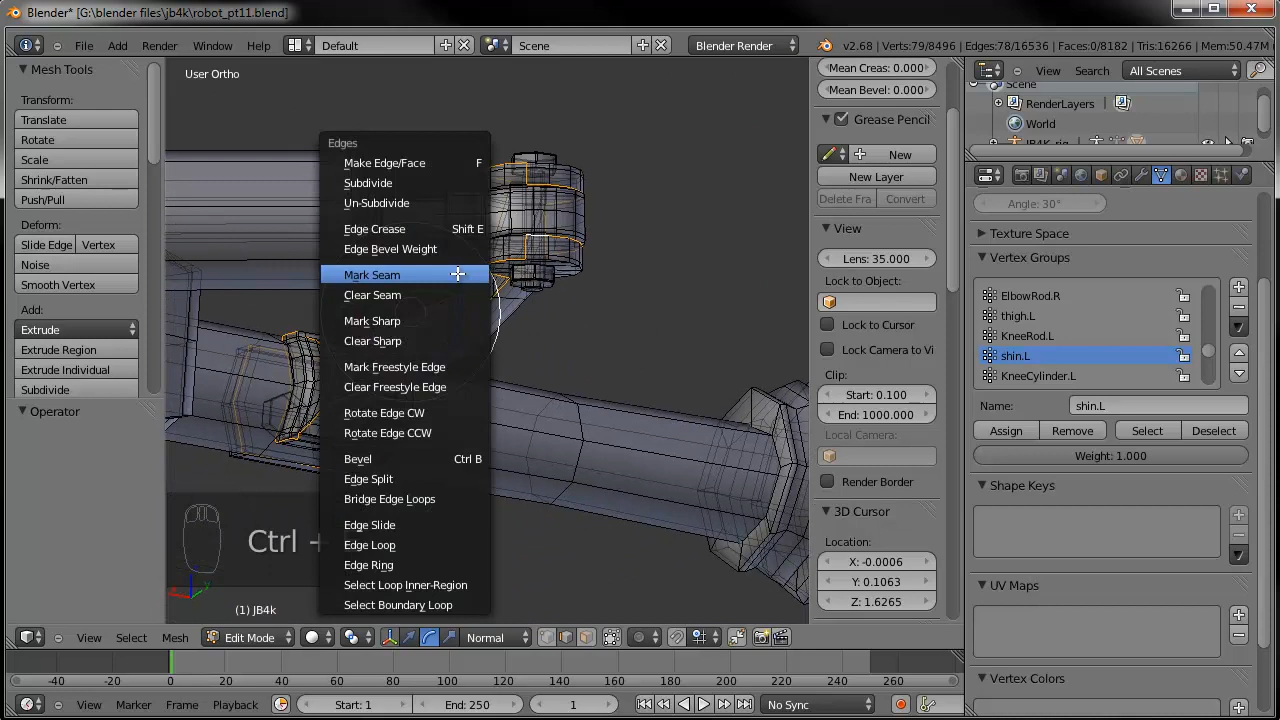 Blender* [G:\blender files\jb4k\robot_pt11.blend]
File Add Render Window Help Default Scene Blender Render v2.68 | Verts:79/8496 | Edges:78/16536 | Faces:0/8182 | Tris:16266 | Mem:50.47M
Mesh Tools
Transform:
Translate
Rotate
Scale
Shrink/Fatten
Push/Pull
Deform:
Slide Edge Vertex
Noise
Smooth Vertex
Add:
Extrude
Extrude Region
Extrude Individual
Subdivide
Operator
User Ortho
Edges
Make Edge/Face F
Subdivide
Un-Subdivide
Edge Crease Shift E
Edge Bevel Weight
Mark Seam
Clear Seam
Mark Sharp
Clear Sharp
Mark Freestyle Edge
Clear Freestyle Edge
Rotate Edge CW
Rotate Edge CCW
Bevel Ctrl B
Edge Split
Bridge Edge Loops
Edge Slide
Edge Loop
Edge Ring
Select Loop Inner-Region
Select Boundary Loop
Ctrl +
(1) JB4k
Mean Creas: 0.000
Mean Bevel: 0.000
Grease Pencil
New
New Layer
Delete Fra Convert
View
Lens: 35.000
Lock to Object:
Lock to Cursor
Lock Camera to Vi
Clip:
Start: 0.100
End: 1000.000
Local Camera:
Render Border
3D Cursor
Location:
X: -0.0006
Y: 0.1063
Z: 1.6265
View Search All Scenes
Scene
RenderLayers
World
JB4K_rig
Angle: 30°
Texture Space
Vertex Groups
ElbowRod.R
thigh.L
KneeRod.L
shin.L
KneeCylinder.L
Name: shin.L
Assign Remove Select Deselect
Weight: 1.000
Shape Keys
UV Maps
Vertex Colors
View Select Mesh Edit Mode Normal
-40 -20 0 20 40 60 80 100 120 140 160 180 200 220 240 260
View Marker Frame Playback Start: 1 End: 250 1 No Sync